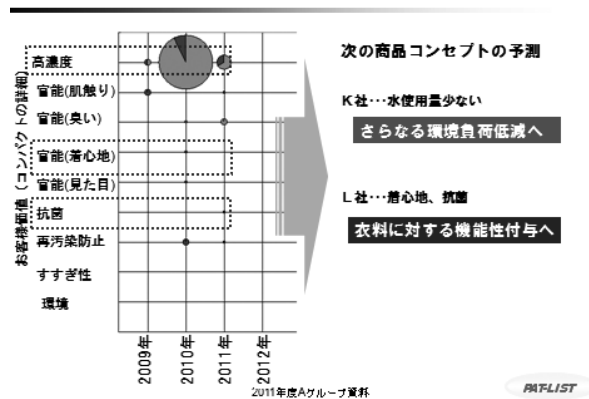 お客様価値（コンパクトの詳細）
高濃度
官能(肌触り)
官能(臭い)
官能(着心地)
官能(見た目)
抗菌
再汚染防止
すすぎ性
環境
2009年
2010年
2011年
2012年
次の商品コンセプトの予測
K社･･･水使用量少ない
さらなる環境負荷低減へ
L社･･･着心地、抗菌
衣料に対する機能性付与へ
2011年度Aグループ資料
PAT-LIST